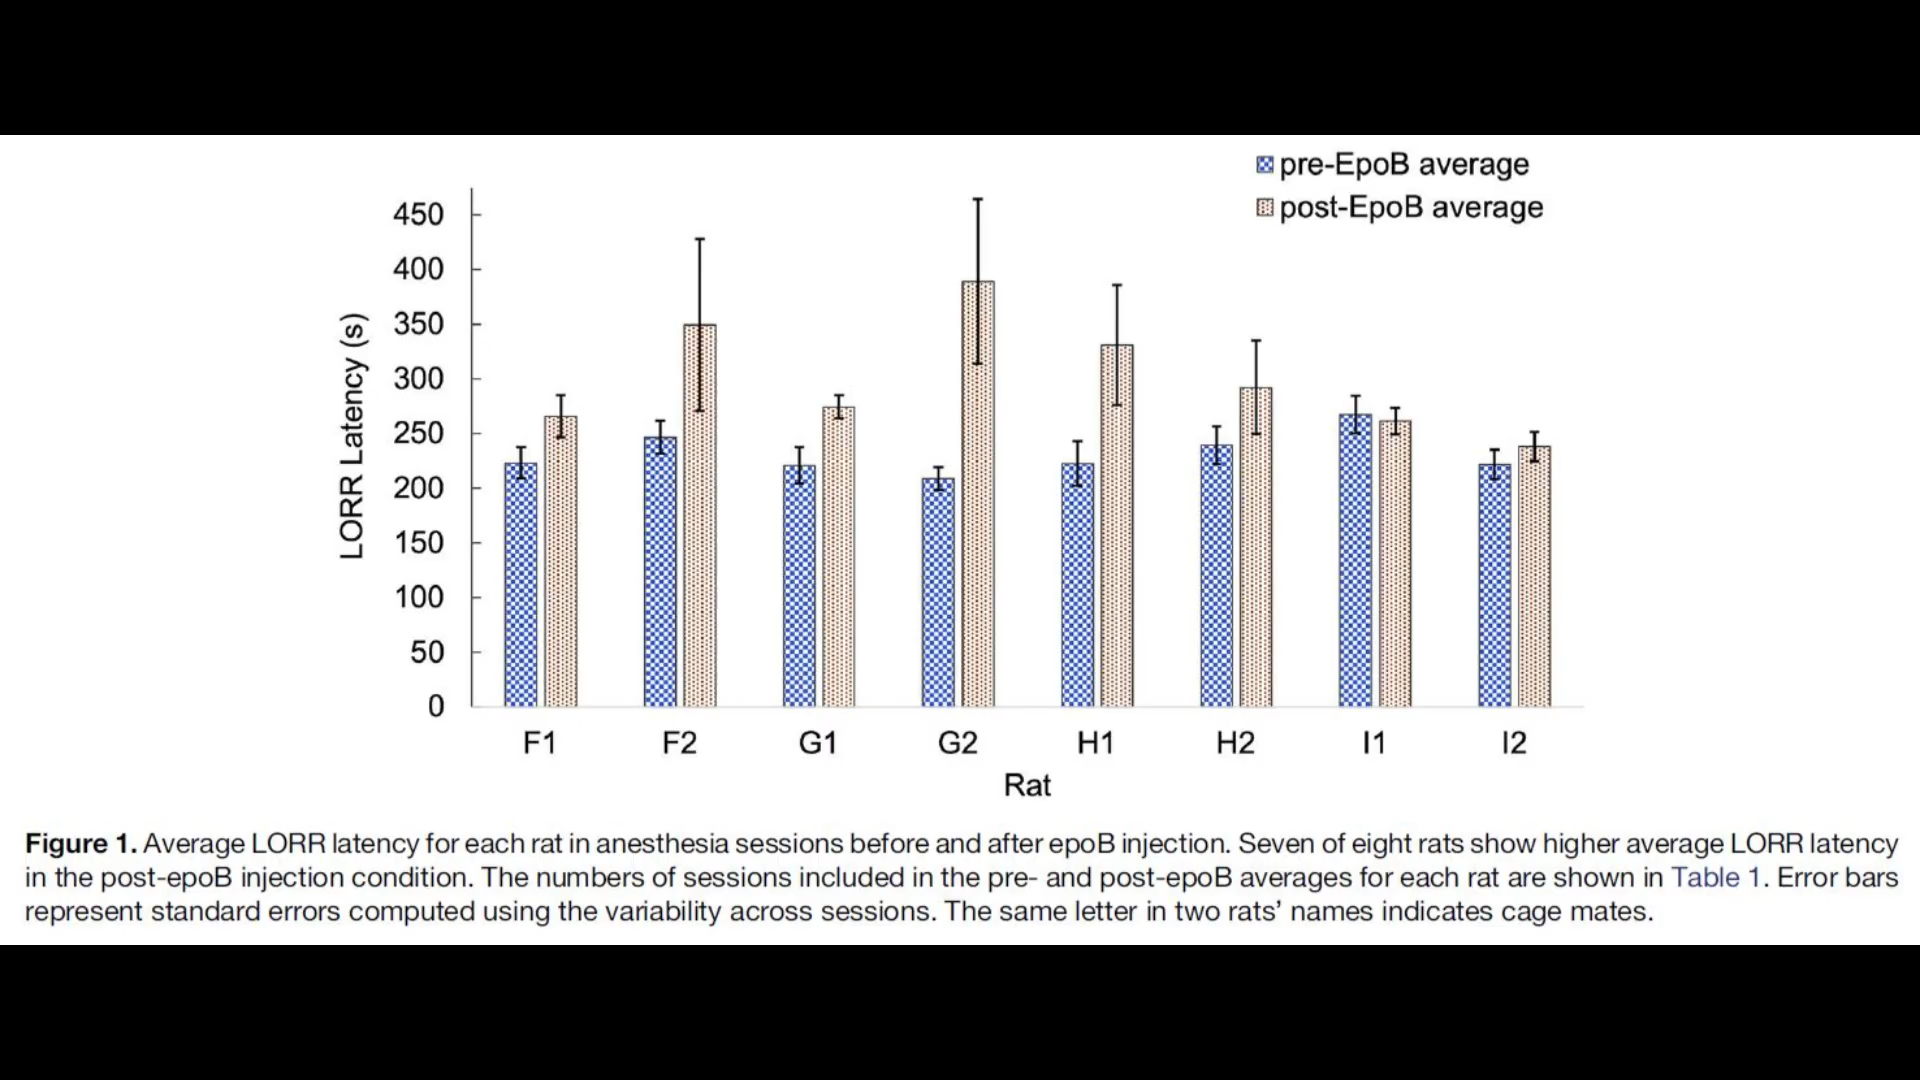 pre-EpoB average
post-EpoB average
450
400
350
300
250
200
150
100
50
0
LORR Latency (s)
F1 F2 G1 G2 H1 H2 I1 I2
Rat
Figure 1. Average LORR latency for each rat in anesthesia sessions before and after epoB injection. Seven of eight rats show higher average LORR latency
in the post-epoB injection condition. The numbers of sessions included in the pre- and post-epoB averages for each rat are shown in Table 1. Error bars
represent standard errors computed using the variability across sessions. The same letter in two rats’ names indicates cage mates.